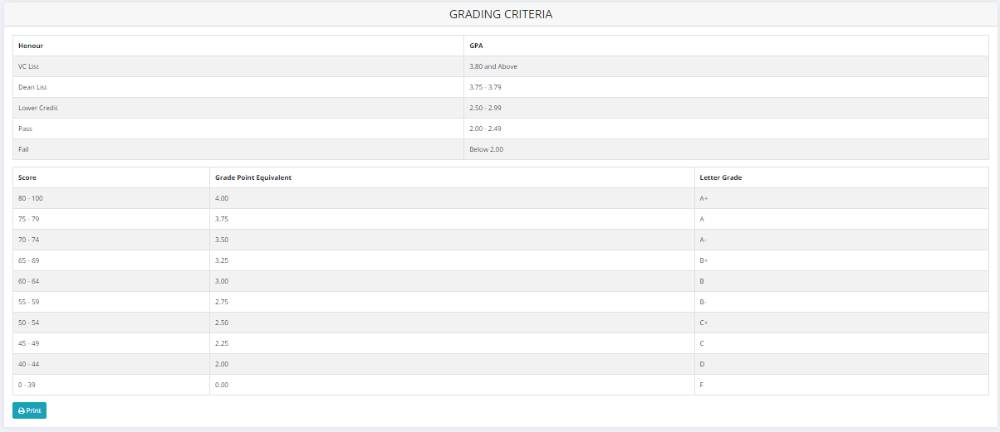 GRADING CRITERIA
Honour GPA
VC List 3.80 and Above
Dean List 3.75 - 3.79
Lower Credit 2.50 - 2.99
Pass 2.00 - 2.49
Fail Below 2.00
Score Grade Point Equivalent Letter Grade
80 - 100 4.00 A+
75 - 79 3.75 A
70 - 74 3.50 A-
65 - 69 3.25 B+
60 - 64 3.00 B
55 - 59 2.75 B-
50 - 54 2.50 C+
45 - 49 2.25 C
40 - 44 2.00 D
0 - 39 0.00 F
Print